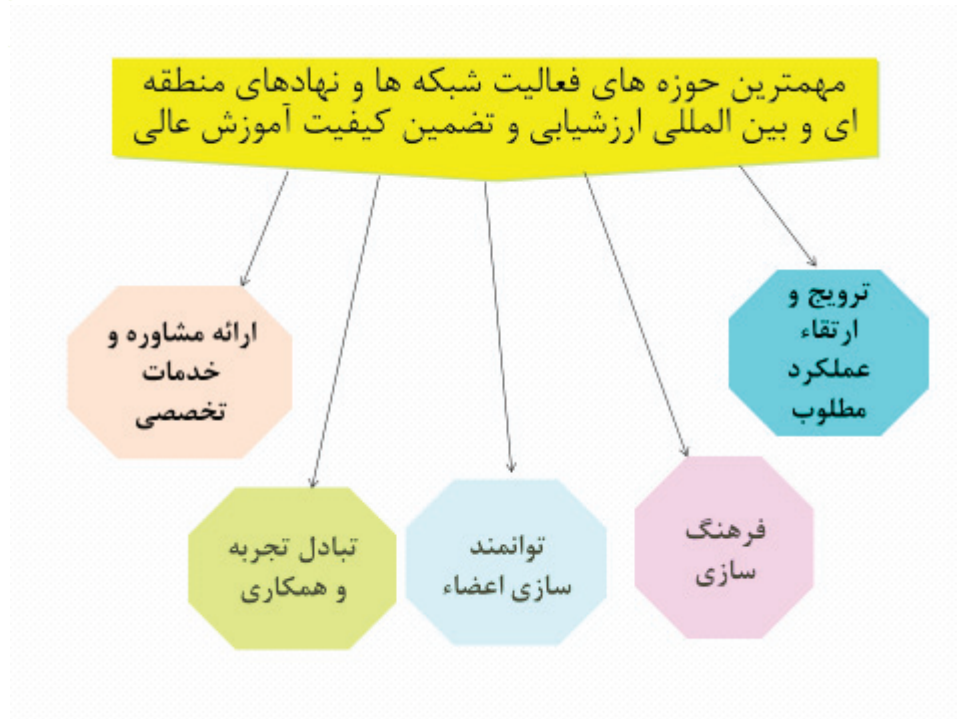 مهمترین حوزه های فعالیت شبکه ها و نهادهای منطقه
ای و بین المللی ارزشیابی و تضمین کیفیت آموزش عالی
ترویج و
ارتقاء
عملکرد
مطلوب
فرهنگ
سازی
توانمند
سازی اعضاء
تبادل تجربه
و همکاری
ارائه مشاوره و
خدمات
تخصصی